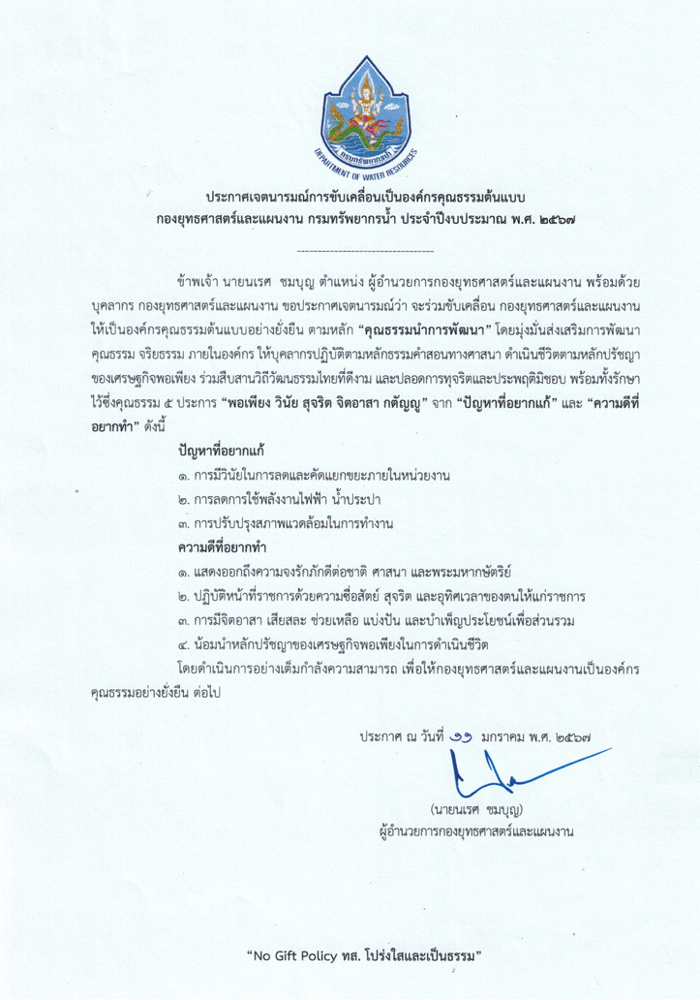 กรมทรัพยากรน้ำ
DEPARTMENT OF WATER RESOURCES
ประกาศเจตนารมณ์การขับเคลื่อนเป็นองค์กรคุณธรรมต้นแบบ
กองยุทธศาสตร์และแผนงาน กรมทรัพยากรน้ำ ประจำปีงบประมาณ พ.ศ. ๒๕๖๗
---------------------------------
ข้าพเจ้า นายนเรศ ชมบุญ ตำแหน่ง ผู้อำนวยการกองยุทธศาสตร์และแผนงาน พร้อมด้วย
บุคลากร กองยุทธศาสตร์และแผนงาน ขอประกาศเจตนารมณ์ว่า จะร่วมขับเคลื่อน กองยุทธศาสตร์และแผนงาน
ให้เป็นองค์กรคุณธรรมต้นแบบอย่างยั่งยืน ตามหลัก “คุณธรรมนำการพัฒนา” โดยมุ่งมั่นส่งเสริมการพัฒนา
คุณธรรม จริยธรรม ภายในองค์กร ให้บุคลากรปฏิบัติตามหลักธรรมคำสอนทางศาสนา ดำเนินชีวิตตามหลักปรัชญา
ของเศรษฐกิจพอเพียง ร่วมสืบสานวิถีวัฒนธรรมไทยที่ดีงาม และปลอดการทุจริตและประพฤติมิชอบ พร้อมทั้งรักษา
ไว้ซึ่งคุณธรรม ๕ ประการ “พอเพียง วินัย สุจริต จิตอาสา กตัญญู” จาก “ปัญหาที่อยากแก้” และ “ความดีที่
อยากทำ” ดังนี้
ปัญหาที่อยากแก้
๑. การมีวินัยในการลดและคัดแยกขยะภายในหน่วยงาน
๒. การลดการใช้พลังงานไฟฟ้า น้ำประปา
๓. การปรับปรุงสภาพแวดล้อมในการทำงาน
ความดีที่อยากทำ
๑. แสดงออกถึงความจงรักภักดีต่อชาติ ศาสนา และพระมหากษัตริย์
๒. ปฏิบัติหน้าที่ราชการด้วยความซื่อสัตย์ สุจริต และอุทิศเวลาของตนให้แก่ราชการ
๓. การมีจิตอาสา เสียสละ ช่วยเหลือ แบ่งปัน และบำเพ็ญประโยชน์เพื่อส่วนรวม
๔. น้อมนำหลักปรัชญาของเศรษฐกิจพอเพียงในการดำเนินชีวิต
โดยดำเนินการอย่างเต็มกำลังความสามารถ เพื่อให้กองยุทธศาสตร์และแผนงานเป็นองค์กร
คุณธรรมอย่างยั่งยืน ต่อไป
ประกาศ ณ วันที่ ๑๑ มกราคม พ.ศ. ๒๕๖๗
(นายนเรศ ชมบุญ)
ผู้อำนวยการกองยุทธศาสตร์และแผนงาน
“No Gift Policy ทส. โปร่งใสและเป็นธรรม”